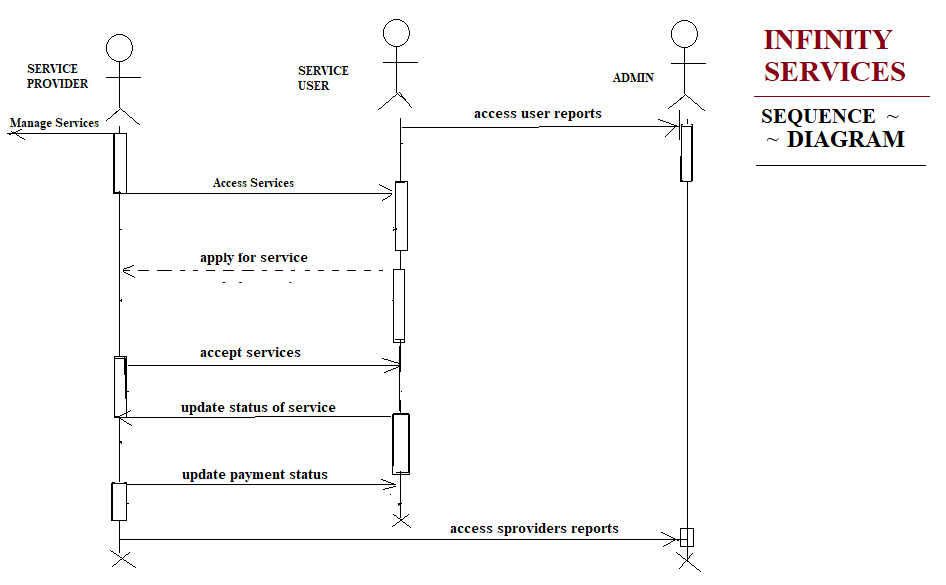 INFINITY
SERVICES
SEQUENCE ~
~ DIAGRAM
SERVICE
PROVIDER
SERVICE
USER
ADMIN
access user reports
Manage Services
Access Services
apply for service
accept services
update status of service
update payment status
access sproviders reports